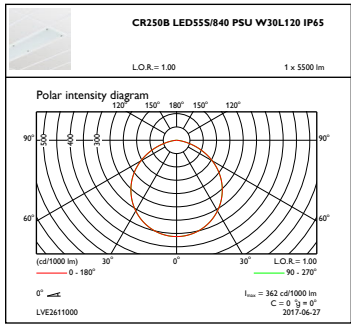 CR250B LED55S/840 PSU W30L120 IP65
L.O.R.= 1.00
1 x 5500 lm
Polar intensity diagram
120° 150° 180° 150° 120°
90° 500 400 300 90°
60° 60°
(cd/1000 lm) 30° 0° 30° L.O.R.= 1.00
0 - 180° 90 - 270°
0° Imax = 362 cd/1000 lm
C = 0 °g = 0°
LVE2611000 2017-06-27